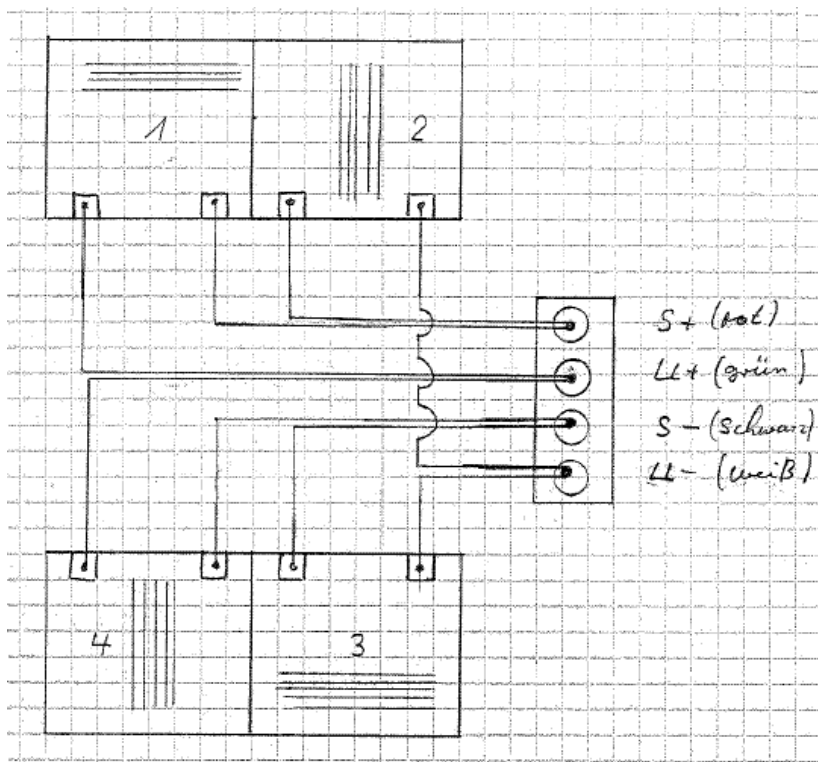 1
2
S+ (rot)
U+ (grün)
S- (Schwarz)
U- (weiß)
4
3